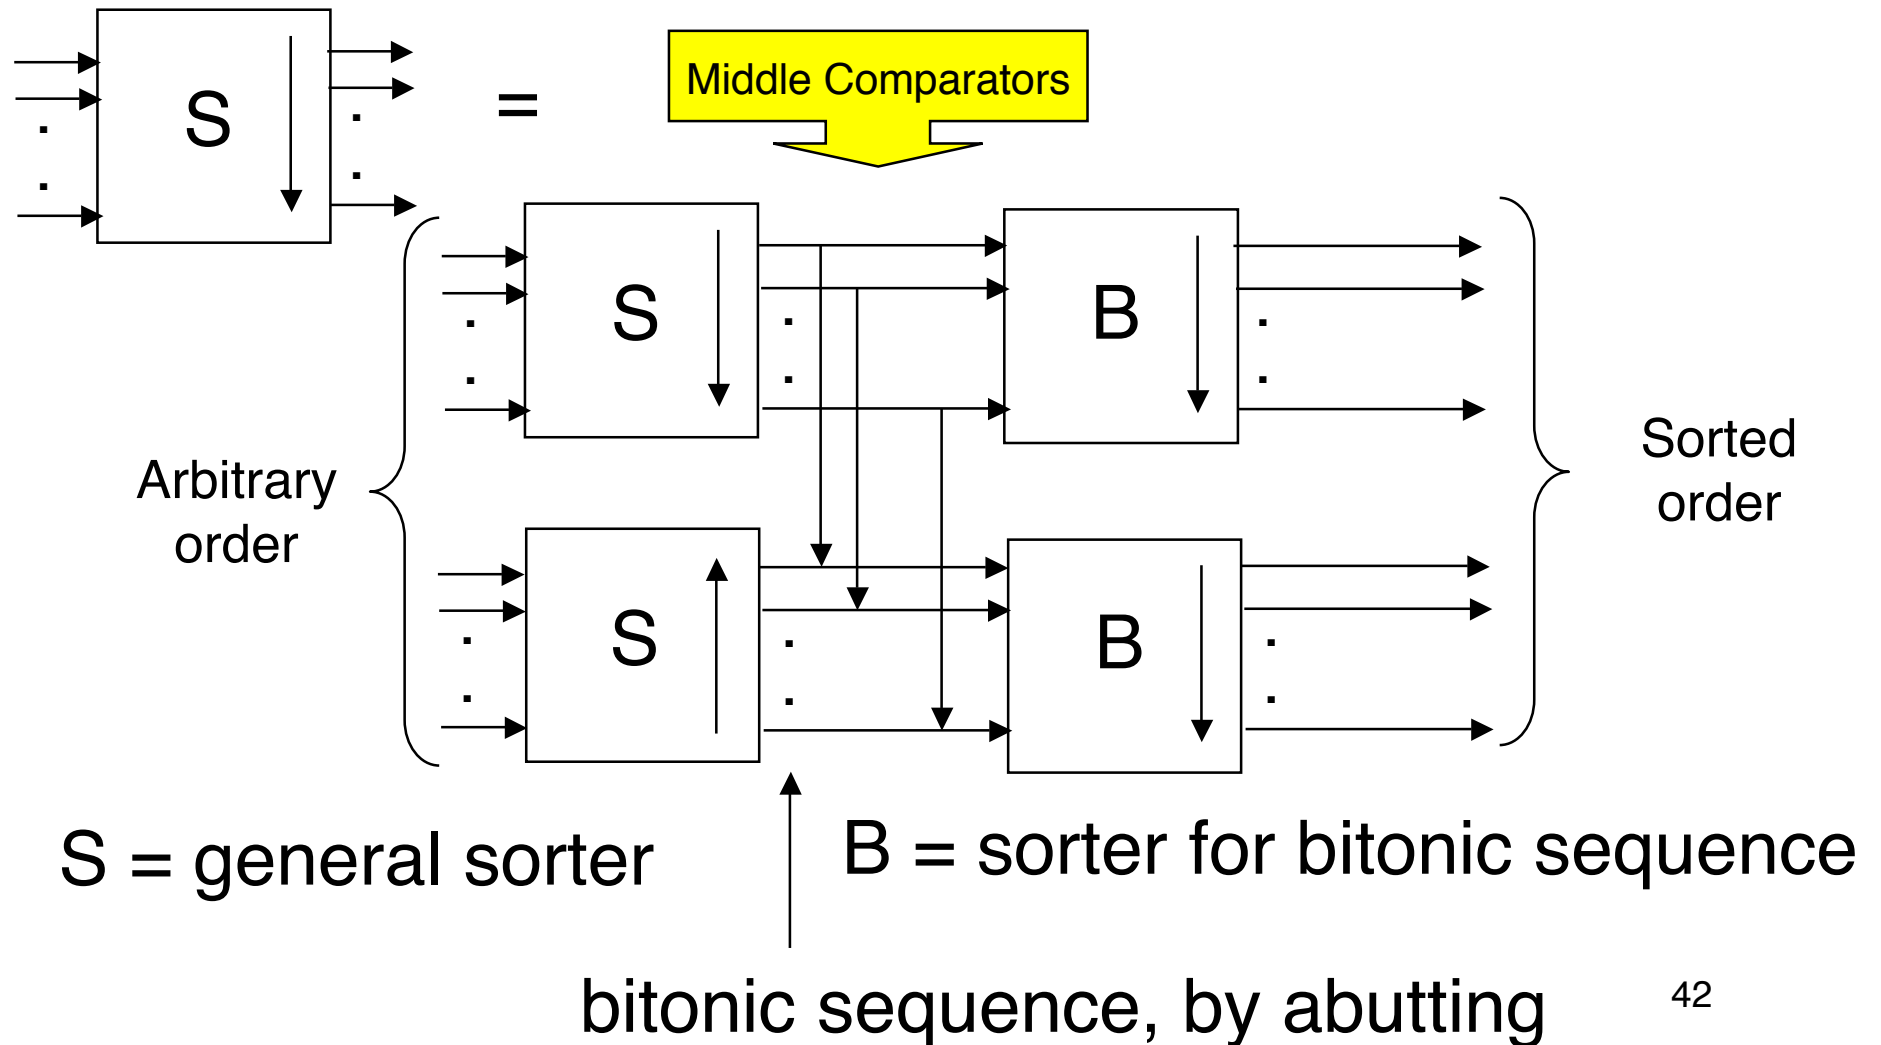 S
=
Middle Comparators
S
B
Arbitrary
order
Sorted
order
S
B
S = general sorter
B = sorter for bitonic sequence
bitonic sequence, by abutting
42